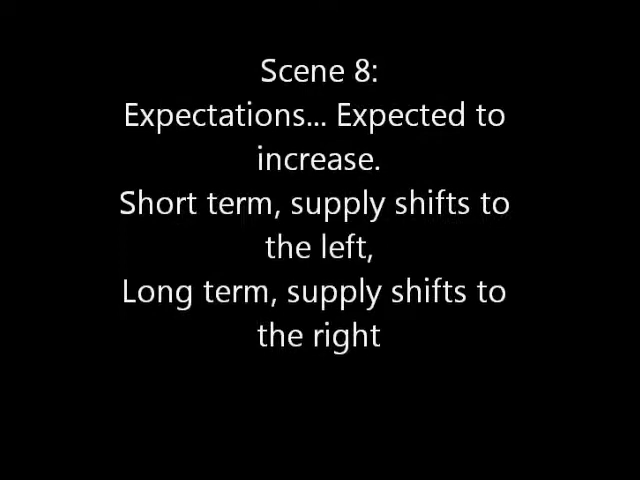 Scene 8:
Expectations... Expected to
increase.
Short term, supply shifts to
the left,
Long term, supply shifts to
the right